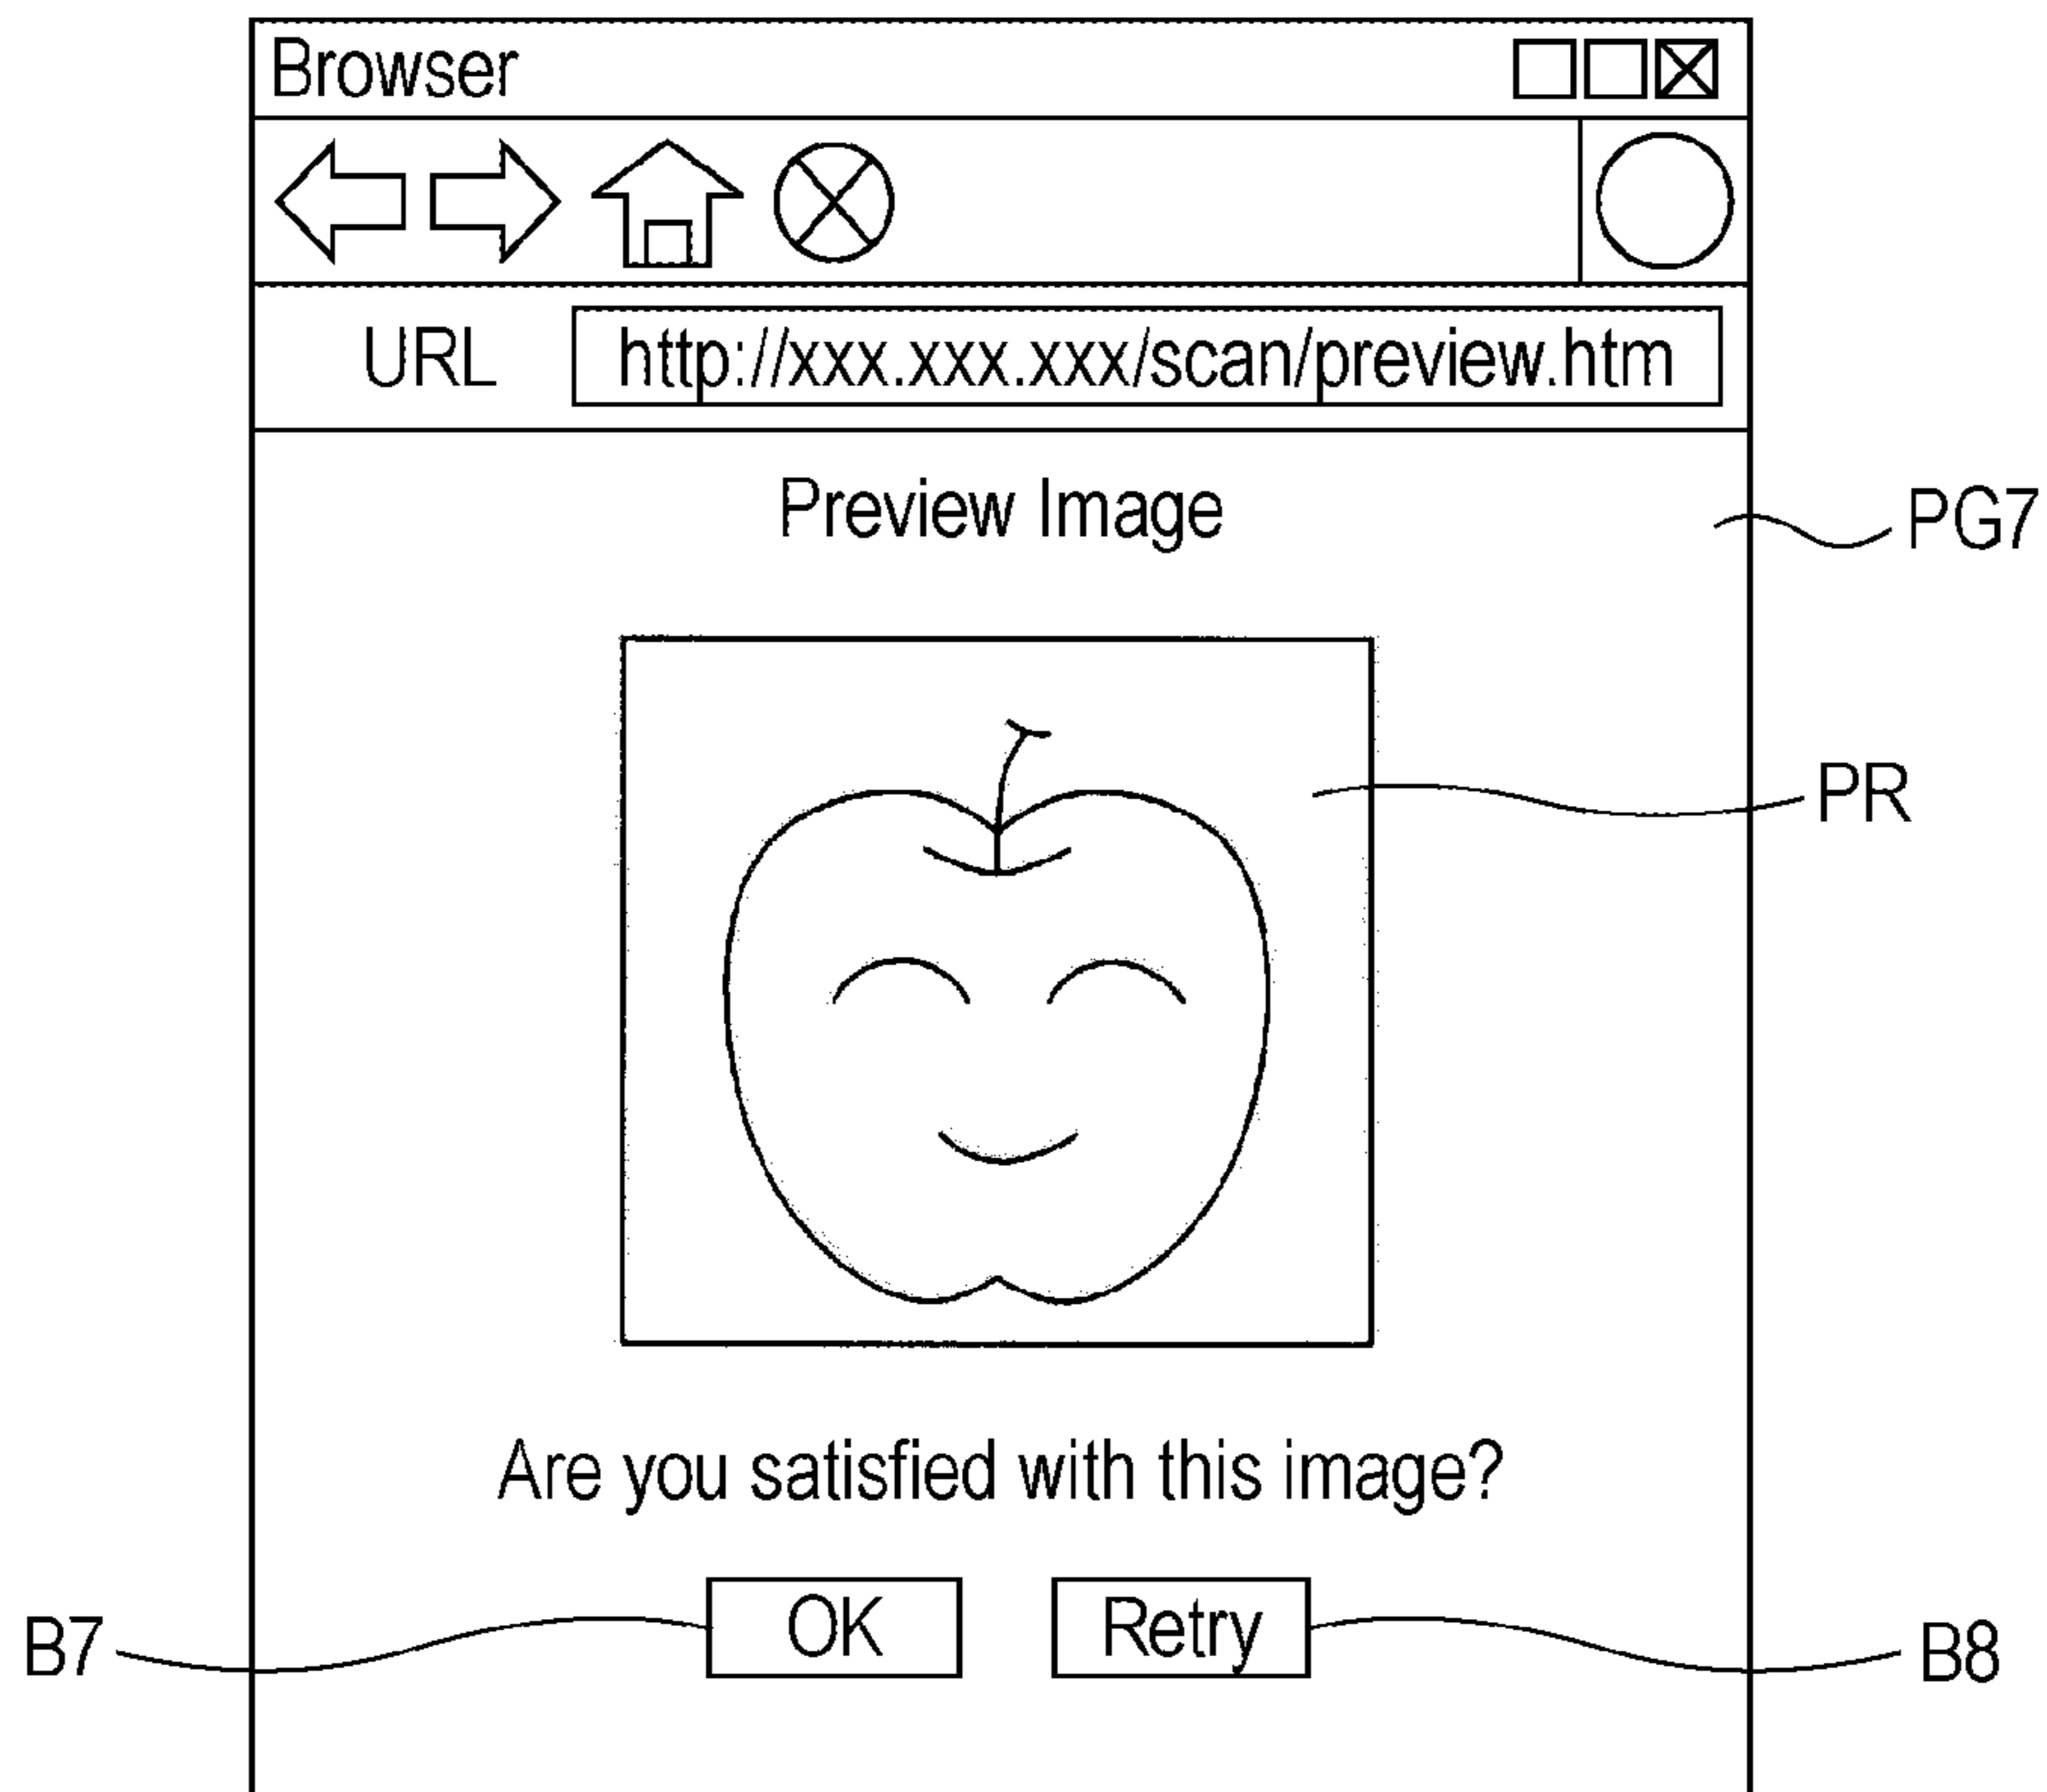 Browser
URL http://xxx.xxx.xxx/scan/preview.htm
Preview Image
PG7
PR
Are you satisfied with this image?
B7 OK Retry B8